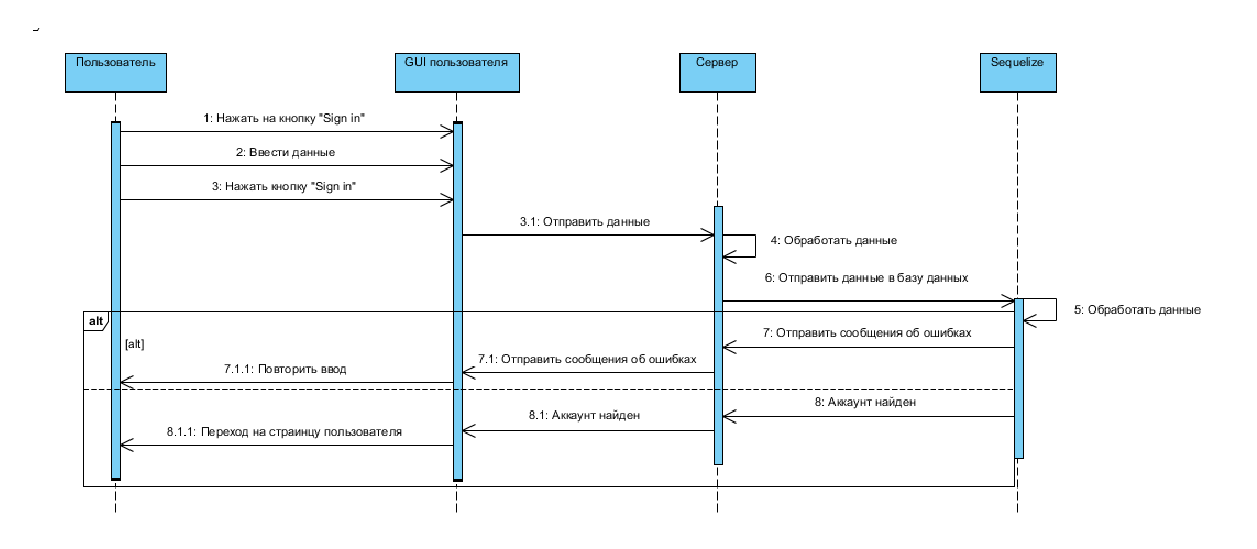 Пользователь
GUI пользователя
Сервер
Sequelize
1: Нажать на кнопку "Sign in"
2: Ввести данные
3: Нажать кнопку "Sign in"
3.1: Отправить данные
4: Обработать данные
6: Отправить данные в базу данных
5: Обработать данные
alt
[alt]
7: Отправить сообщения об ошибках
7.1: Отправить сообщения об ошибках
7.1.1: Повторить ввод
8: Аккаунт найден
8.1: Аккаунт найден
8.1.1: Переход на страинцу пользователя